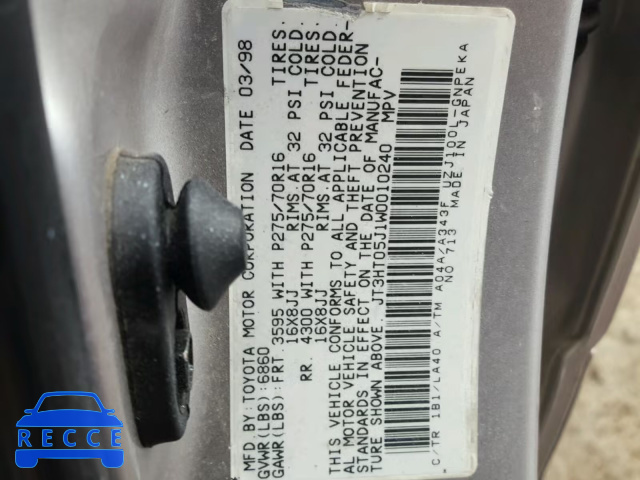 MFD BY:TOYOTA MOTOR CORPORATION DATE 03/98
GVWR(LBS):6860
GAWR(LBS):FRT.3595 WITH P275/70R16 TIRES.
16X8JJ RIMS.AT 32 PSI COLD.
RR. 4300 WITH P275/70R16 TIRES.
16X8JJ RIMS.AT 32 PSI COLD.
THIS VEHICLE CONFORMS TO ALL APPLICABLE FEDER-
AL MOTOR VEHICLE SAFETY AND THEFT PREVENTION
STANDARDS IN EFFECT ON THE DATE OF MANUFAC-
TURE SHOWN ABOVE. JT3HT05J1W0010240 MPV
C/TR 1B1/LA40 A/TM A04A/A343F UZJ100L-GNPEKA
NO 713 MADE IN JAPAN
RECCE